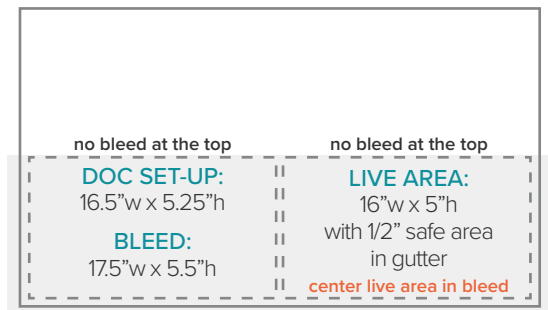 no bleed at the top
DOC SET-UP:
16.5”w x 5.25”h
BLEED:
17.5”w x 5.5”h
no bleed at the top
LIVE AREA:
16”w x 5”h
with 1/2” safe area
in gutter
center live area in bleed